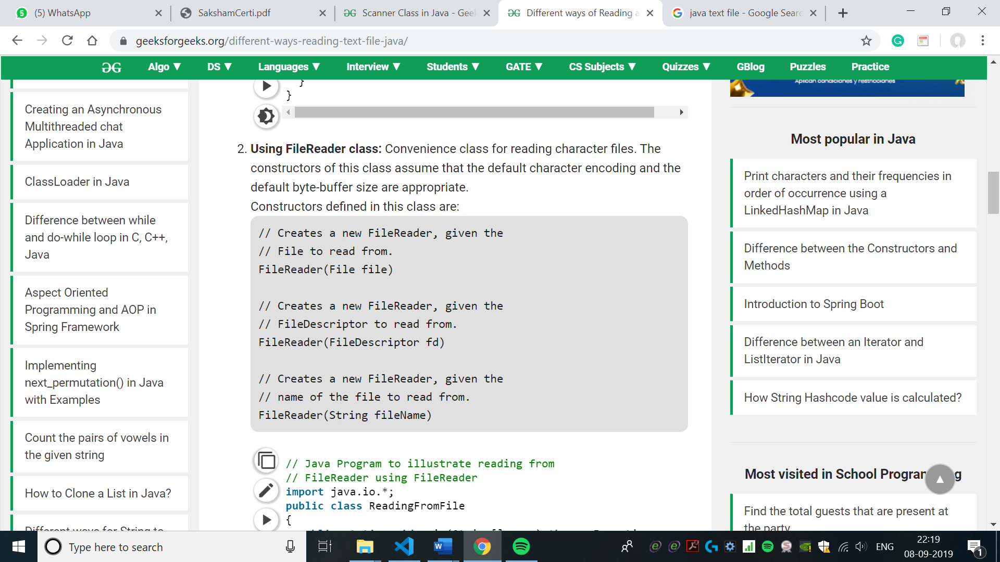 (5) WhatsApp
SakshamCerti.pdf
Scanner Class in Java - Geek
Different ways of Reading a
java text file - Google Searc
geeksforgeeks.org/different-ways-reading-text-file-java/
Algo ▼ DS ▼ Languages ▼ Interview ▼ Students ▼ GATE ▼ CS Subjects ▼ Quizzes ▼ GBlog Puzzles Practice
Creating an Asynchronous
Multithreaded chat
Application in Java
ClassLoader in Java
Difference between while
and do-while loop in C, C++,
Java
Aspect Oriented
Programming and AOP in
Spring Framework
Implementing
next_permutation() in Java
with Examples
Count the pairs of vowels in
the given string
How to Clone a List in Java?
Different ways for String to
}
}
2. Using FileReader class: Convenience class for reading character files. The
constructors of this class assume that the default character encoding and the
default byte-buffer size are appropriate.
Constructors defined in this class are:
// Creates a new FileReader, given the
// File to read from.
FileReader(File file)
// Creates a new FileReader, given the
// FileDescriptor to read from.
FileReader(FileDescriptor fd)
// Creates a new FileReader, given the
// name of the file to read from.
FileReader(String fileName)
// Java Program to illustrate reading from
// FileReader using FileReader
import java.io.*;
public class ReadingFromFile
{
Aplican condiciones y restricciones
Most popular in Java
Print characters and their frequencies in
order of occurrence using a
LinkedHashMap in Java
Difference between the Constructors and
Methods
Introduction to Spring Boot
Difference between an Iterator and
ListIterator in Java
How String Hashcode value is calculated?
Most visited in School Program g
Find the total guests that are present at
the party
Type here to search
ENG
22:19
08-09-2019
1